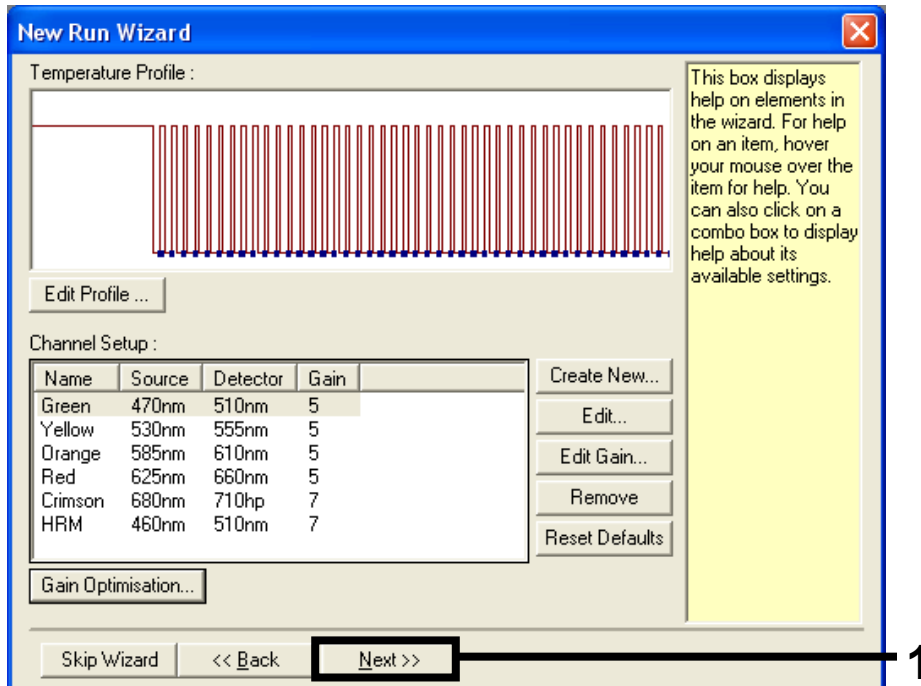 New Run Wizard
Temperature Profile :
Edit Profile ...
Channel Setup :
Name Source Detector Gain
Green 470nm 510nm 5
Yellow 530nm 555nm 5
Orange 585nm 610nm 5
Red 625nm 660nm 5
Crimson 680nm 710hp 7
HRM 460nm 510nm 7
Create New...
Edit...
Edit Gain...
Remove
Reset Defaults
Gain Optimisation...
This box displays
help on elements in
the wizard. For help
on an item, hover
your mouse over the
item for help. You
can also click on a
combo box to display
help about its
available settings.
Skip Wizard << Back Next >> 1